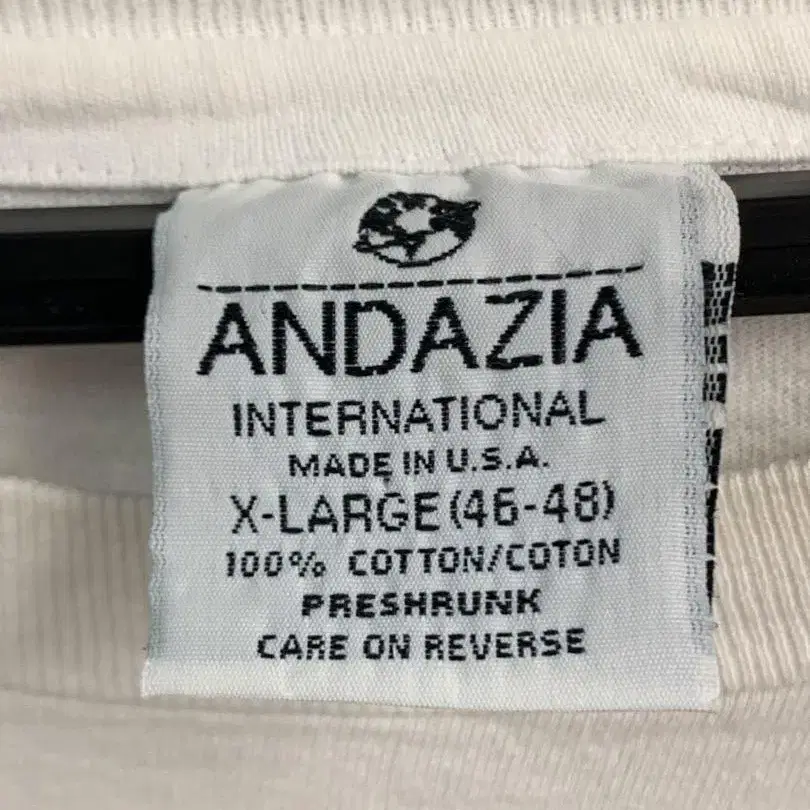 ANDAZIA
INTERNATIONAL
MADE IN U.S.A.
X-LARGE (46-48)
100% COTTON/COTON
PRESHRUNK
CARE ON REVERSE